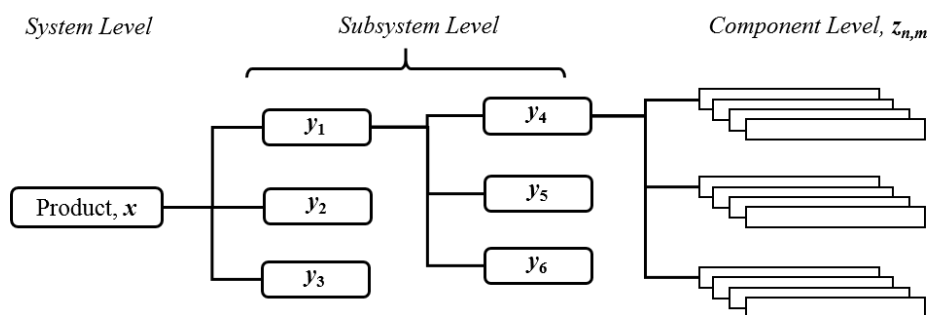 System Level
Subsystem Level
Component Level, zn,m
y1
y4
Product, x
y2
y5
y3
y6